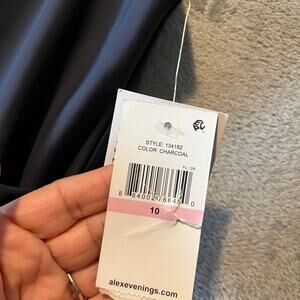 STYLE: 134182
COLOR: CHARCOAL
10
alexevenings.com